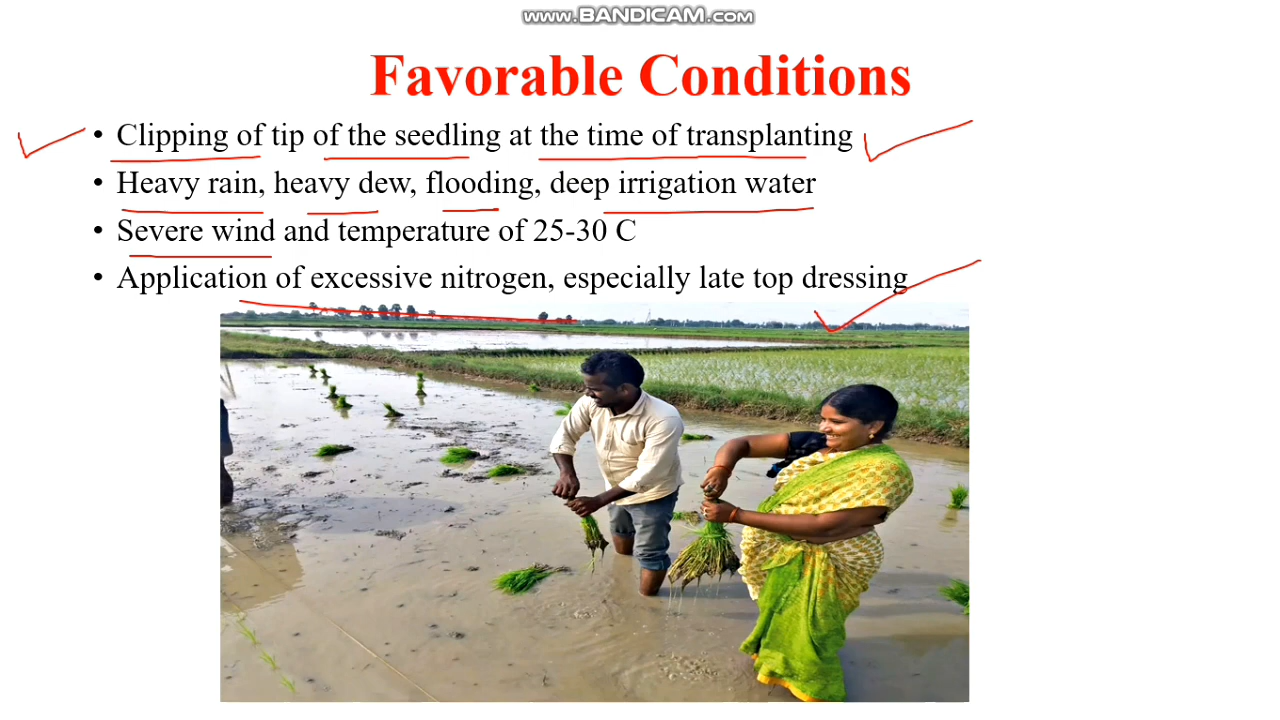 www.BANDICAM.com
Favorable Conditions
• Clipping of tip of the seedling at the time of transplanting
• Heavy rain, heavy dew, flooding, deep irrigation water
• Severe wind and temperature of 25-30 C
• Application of excessive nitrogen, especially late top dressing